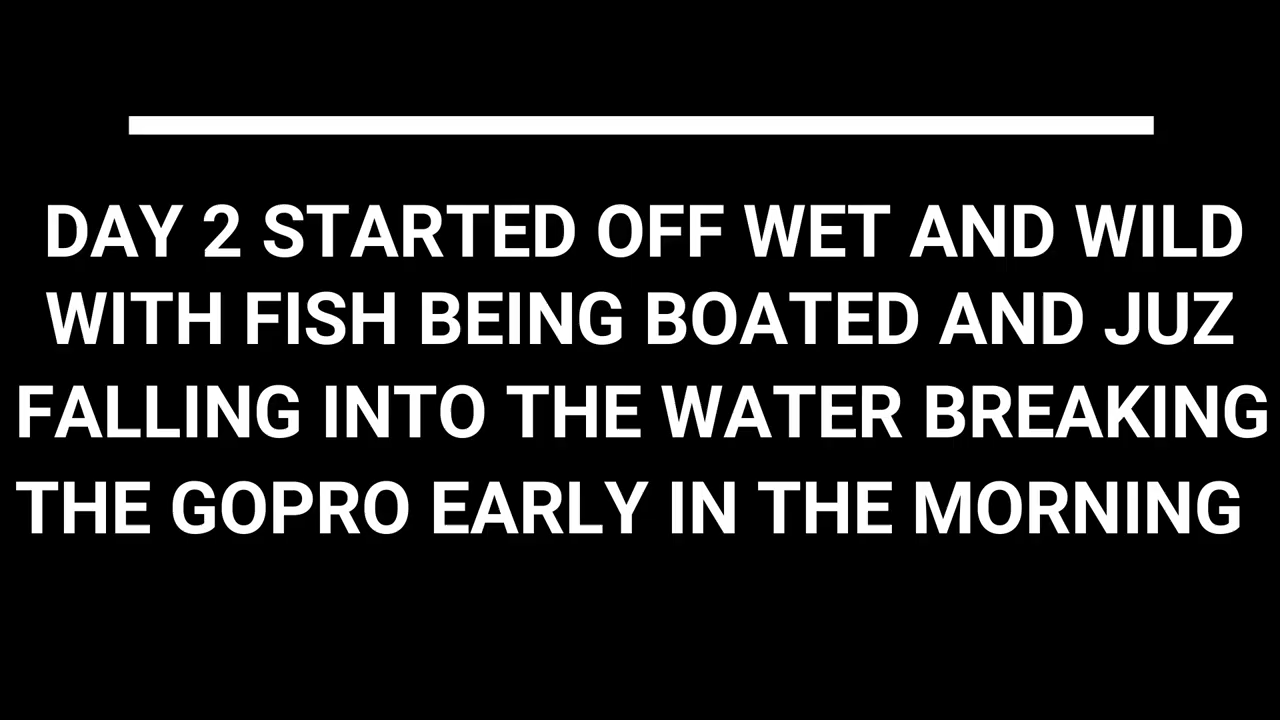 DAY 2 STARTED OFF WET AND WILD
WITH FISH BEING BOATED AND JUZ
FALLING INTO THE WATER BREAKING
THE GOPRO EARLY IN THE MORNING